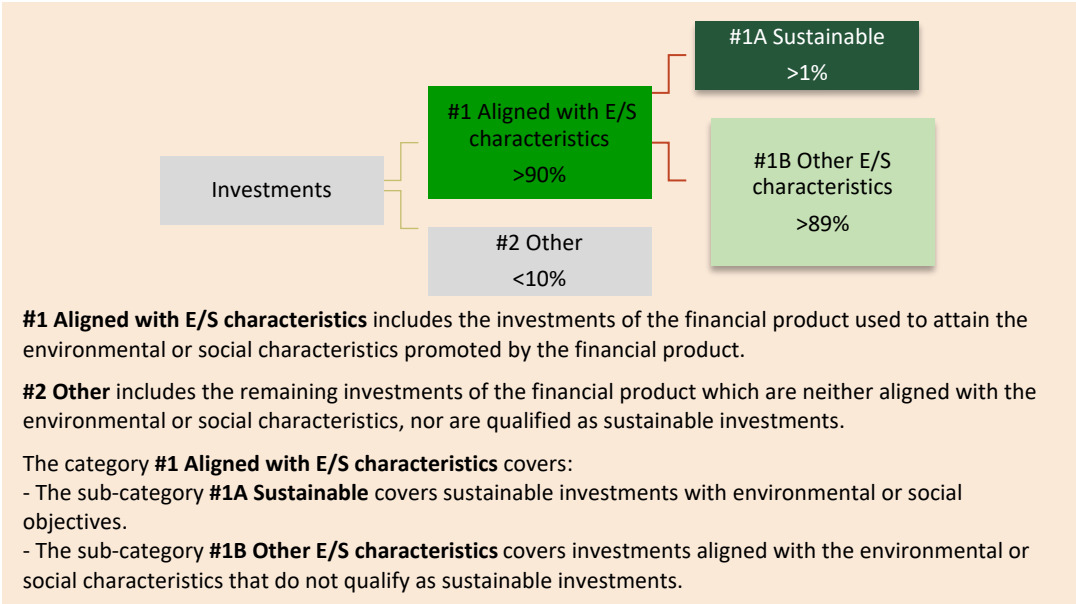 #1A Sustainable
>1%
#1 Aligned with E/S
characteristics
>90%
#1B Other E/S
characteristics
>89%
Investments
#2 Other
<10%
#1 Aligned with E/S characteristics includes the investments of the financial product used to attain the
environmental or social characteristics promoted by the financial product.
#2 Other includes the remaining investments of the financial product which are neither aligned with the
environmental or social characteristics, nor are qualified as sustainable investments.
The category #1 Aligned with E/S characteristics covers:
- The sub-category #1A Sustainable covers sustainable investments with environmental or social
objectives.
- The sub-category #1B Other E/S characteristics covers investments aligned with the environmental or
social characteristics that do not qualify as sustainable investments.